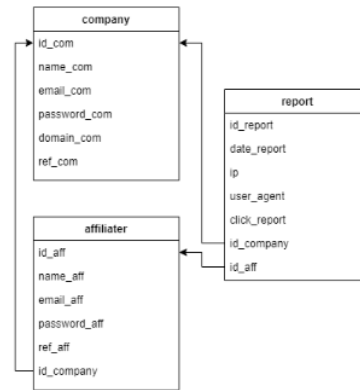 company
id_com
name_com
email_com
password_com
domain_com
ref_com
report
id_report
date_report
ip
user_agent
click_report
id_company
id_aff
affiliater
id_aff
name_aff
email_aff
password_aff
ref_aff
id_company